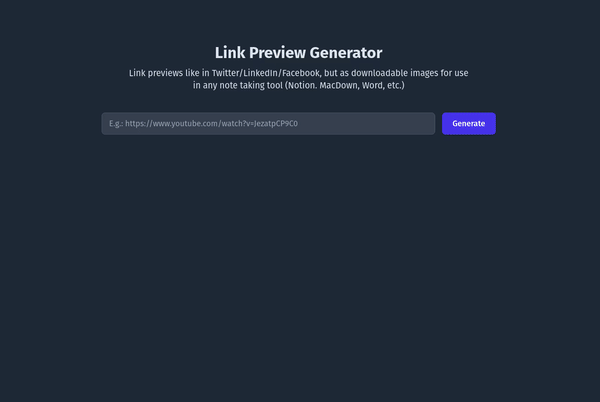 Link Preview Generator
Link previews like in Twitter/LinkedIn/Facebook, but as downloadable images for use
in any note taking tool (Notion. MacDown, Word, etc.)
E.g.: https://www.youtube.com/watch?v=JezatpCP9C0
Generate